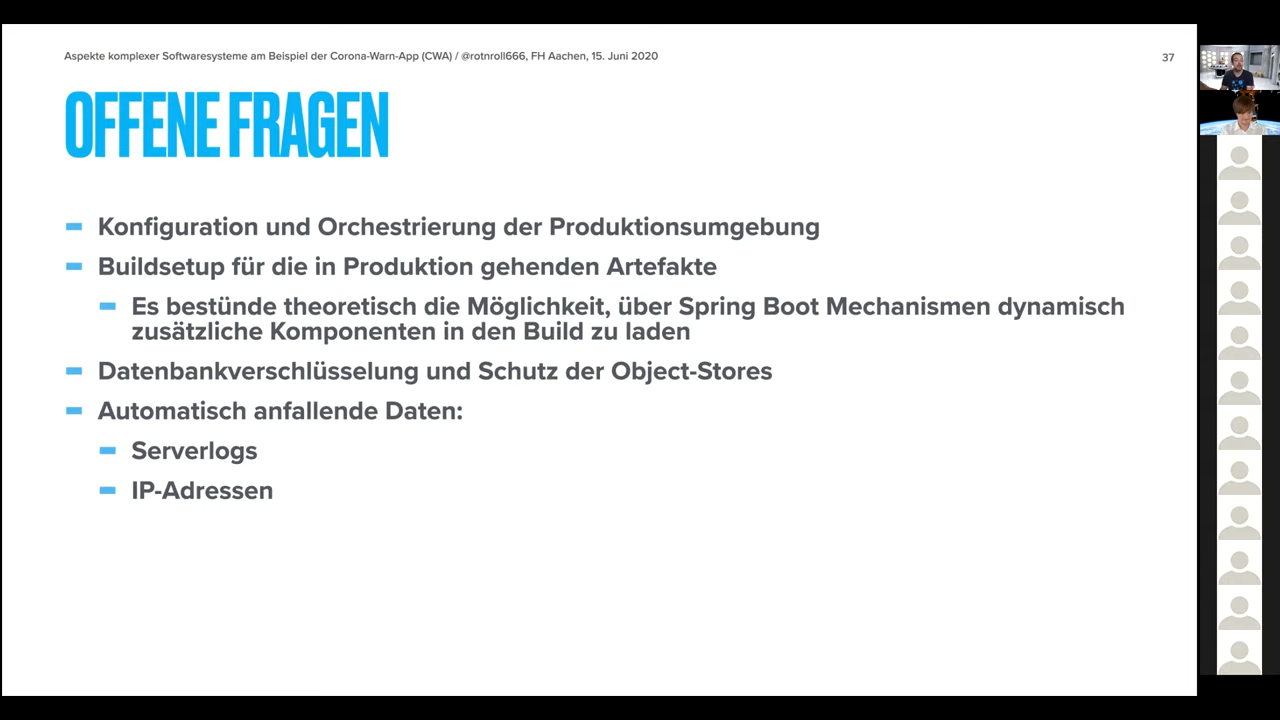 Aspekte komplexer Softwaresysteme am Beispiel der Corona-Warn-App (CWA) / @rotnroll666, FH Aachen, 15. Juni 2020
37
OFFENE FRAGEN
Konfiguration und Orchestrierung der Produktionsumgebung
Buildsetup für die in Produktion gehenden Artefakte
Es bestünde theoretisch die Möglichkeit, über Spring Boot Mechanismen dynamisch
zusätzliche Komponenten in den Build zu laden
Datenbankverschlüsselung und Schutz der Object-Stores
Automatisch anfallende Daten:
Serverlogs
IP-Adressen